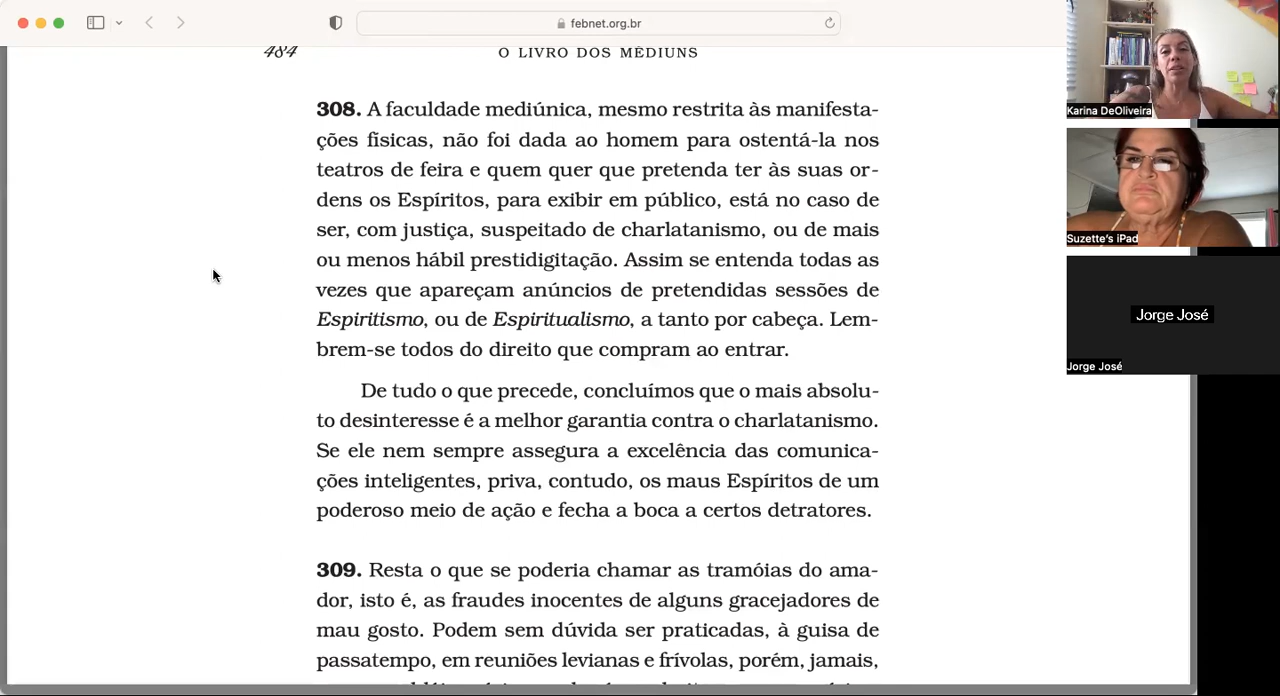 febnet.org.br
484
O LIVRO DOS MÉDIUNS
308. A faculdade mediúnica, mesmo restrita às manifesta-
ções físicas, não foi dada ao homem para ostentá-la nos
teatros de feira e quem quer que pretenda ter às suas or-
dens os Espíritos, para exibir em público, está no caso de
ser, com justiça, suspeitado de charlatanismo, ou de mais
ou menos hábil prestidigitação. Assim se entenda todas as
vezes que apareçam anúncios de pretendidas sessões de
Espiritismo, ou de Espiritualismo, a tanto por cabeça. Lem-
brem-se todos do direito que compram ao entrar.
De tudo o que precede, concluímos que o mais absolu-
to desinteresse é a melhor garantia contra o charlatanismo.
Se ele nem sempre assegura a excelência das comunica-
ções inteligentes, priva, contudo, os maus Espíritos de um
poderoso meio de ação e fecha a boca a certos detratores.
309. Resta o que se poderia chamar as tramóias do ama-
dor, isto é, as fraudes inocentes de alguns gracejadores de
mau gosto. Podem sem dúvida ser praticadas, à guisa de
passatempo, em reuniões levianas e frívolas, porém, jamais,
Karina DeOliveira
Suzette's iPad
Jorge José
Jorge José